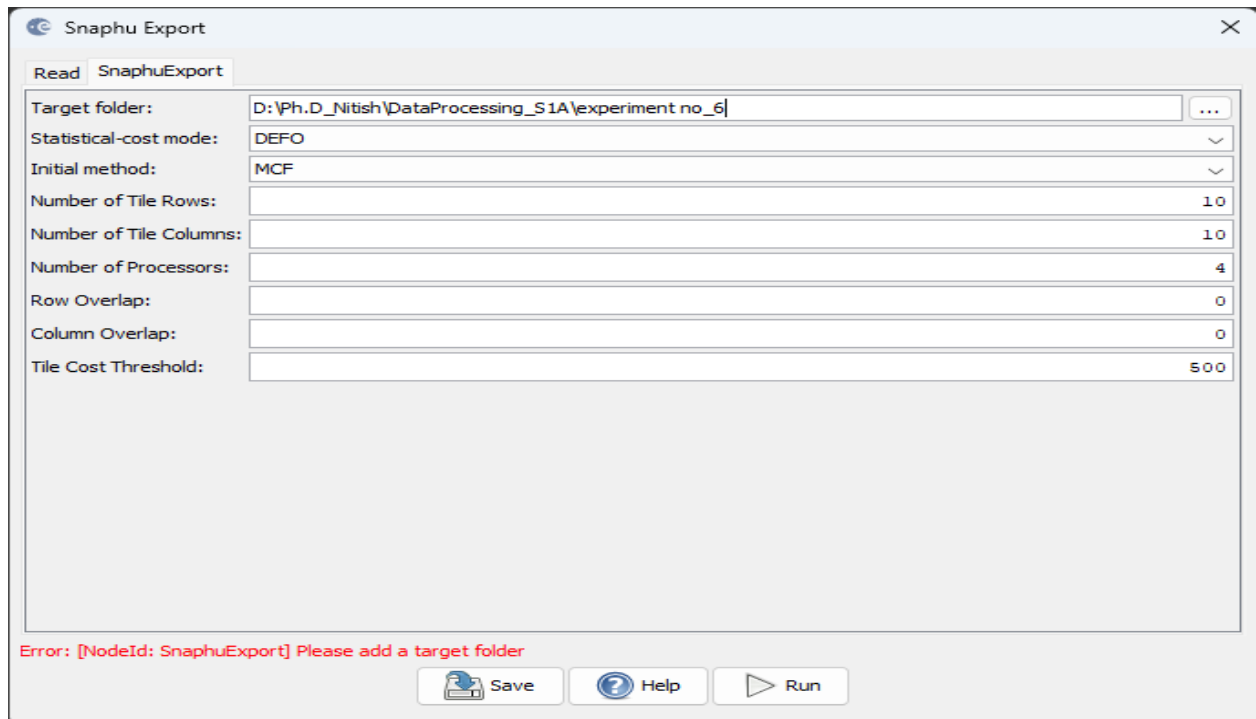 Snaphu Export
Read SnaphuExport
Target folder: D:\Ph.D_Nitish\DataProcessing_S1A\experiment no_6 ...
Statistical-cost mode: DEFO
Initial method: MCF
Number of Tile Rows: 10
Number of Tile Columns: 10
Number of Processors: 4
Row Overlap: 0
Column Overlap: 0
Tile Cost Threshold: 500
Error: [NodeId: SnaphuExport] Please add a target folder
Save ? Help Run